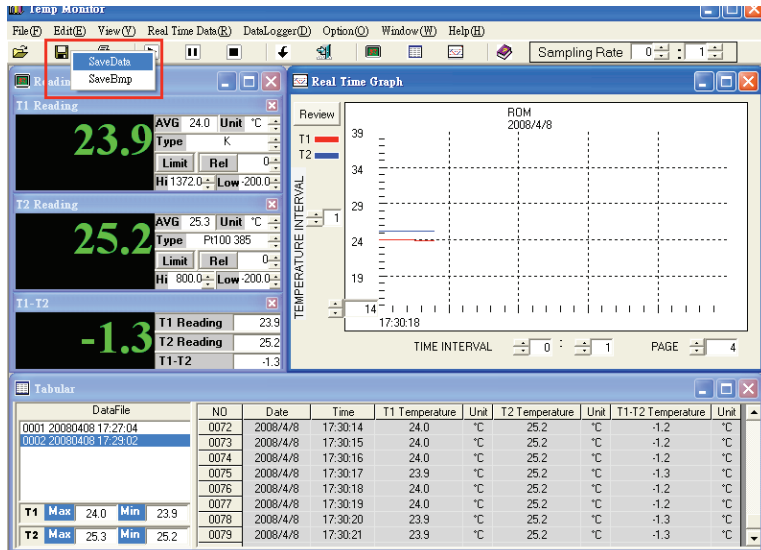 Temp Monitor
File(F) Edit(E) View(V) Real Time Data(R) DataLogger(D) Option(O) Window(W) Help(H)
Sampling Rate 0 : 1
SaveData
SaveBmp
T1 Reading
23.9
AVG 24.0 Unit °C
Type K
Limit Rel 0
Hi 1372.0 Low -200.0
T2 Reading
25.2
AVG 25.3 Unit °C
Type Pt100 385
Limit Rel 0
Hi 800.0 Low -200.0
T1-T2
-1.3
T1 Reading 23.9
T2 Reading 25.2
T1-T2 -1.3
Real Time Graph
Review
T1
T2
ROM
2008/4/8
TEMPERATURE INTERVAL
1
39
34
29
24
19
14
17:30:18
TIME INTERVAL 0 : 1 PAGE 4
Tabular
DataFile
0001 20080408 17:27:04
0002 20080408 17:29:02
T1 Max 24.0 Min 23.9
T2 Max 25.3 Min 25.2
NO Date Time T1 Temperature Unit T2 Temperature Unit T1-T2 Temperature Unit
0072 2008/4/8 17:30:14 24.0 °C 25.2 °C -1.2 °C
0073 2008/4/8 17:30:15 24.0 °C 25.2 °C -1.2 °C
0074 2008/4/8 17:30:16 24.0 °C 25.2 °C -1.2 °C
0075 2008/4/8 17:30:17 23.9 °C 25.2 °C -1.3 °C
0076 2008/4/8 17:30:18 24.0 °C 25.2 °C -1.2 °C
0077 2008/4/8 17:30:19 24.0 °C 25.2 °C -1.2 °C
0078 2008/4/8 17:30:20 23.9 °C 25.2 °C -1.3 °C
0079 2008/4/8 17:30:21 23.9 °C 25.2 °C -1.3 °C